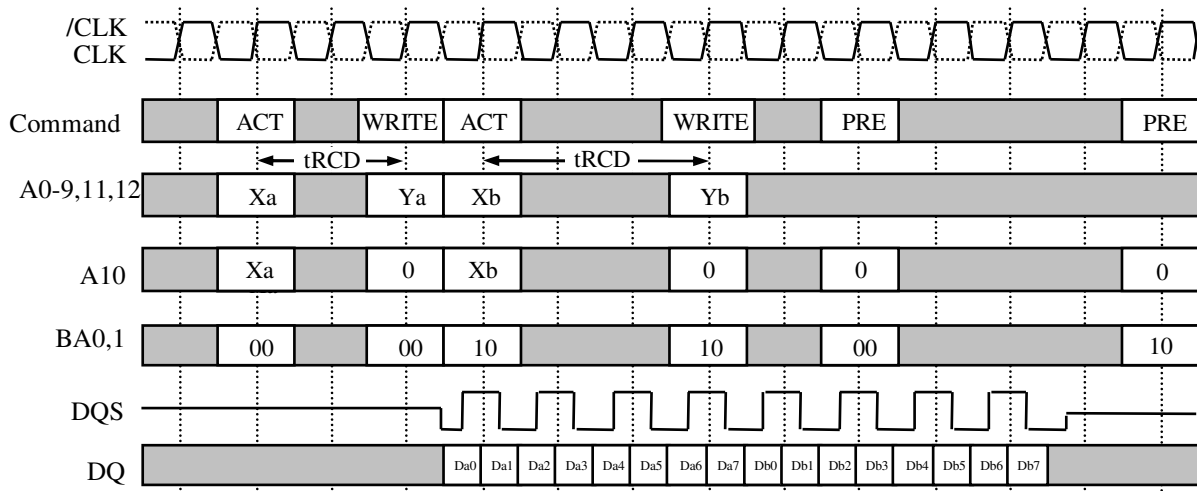 /CLK
CLK
Command ACT WRITE ACT WRITE PRE PRE
tRCD tRCD
A0-9,11,12 Xa Ya Xb Yb
A10 Xa 0 Xb 0 0 0
BA0,1 00 00 10 10 00 10
DQS
DQ Da0 Da1 Da2 Da3 Da4 Da5 Da6 Da7 Db0 Db1 Db2 Db3 Db4 Db5 Db6 Db7